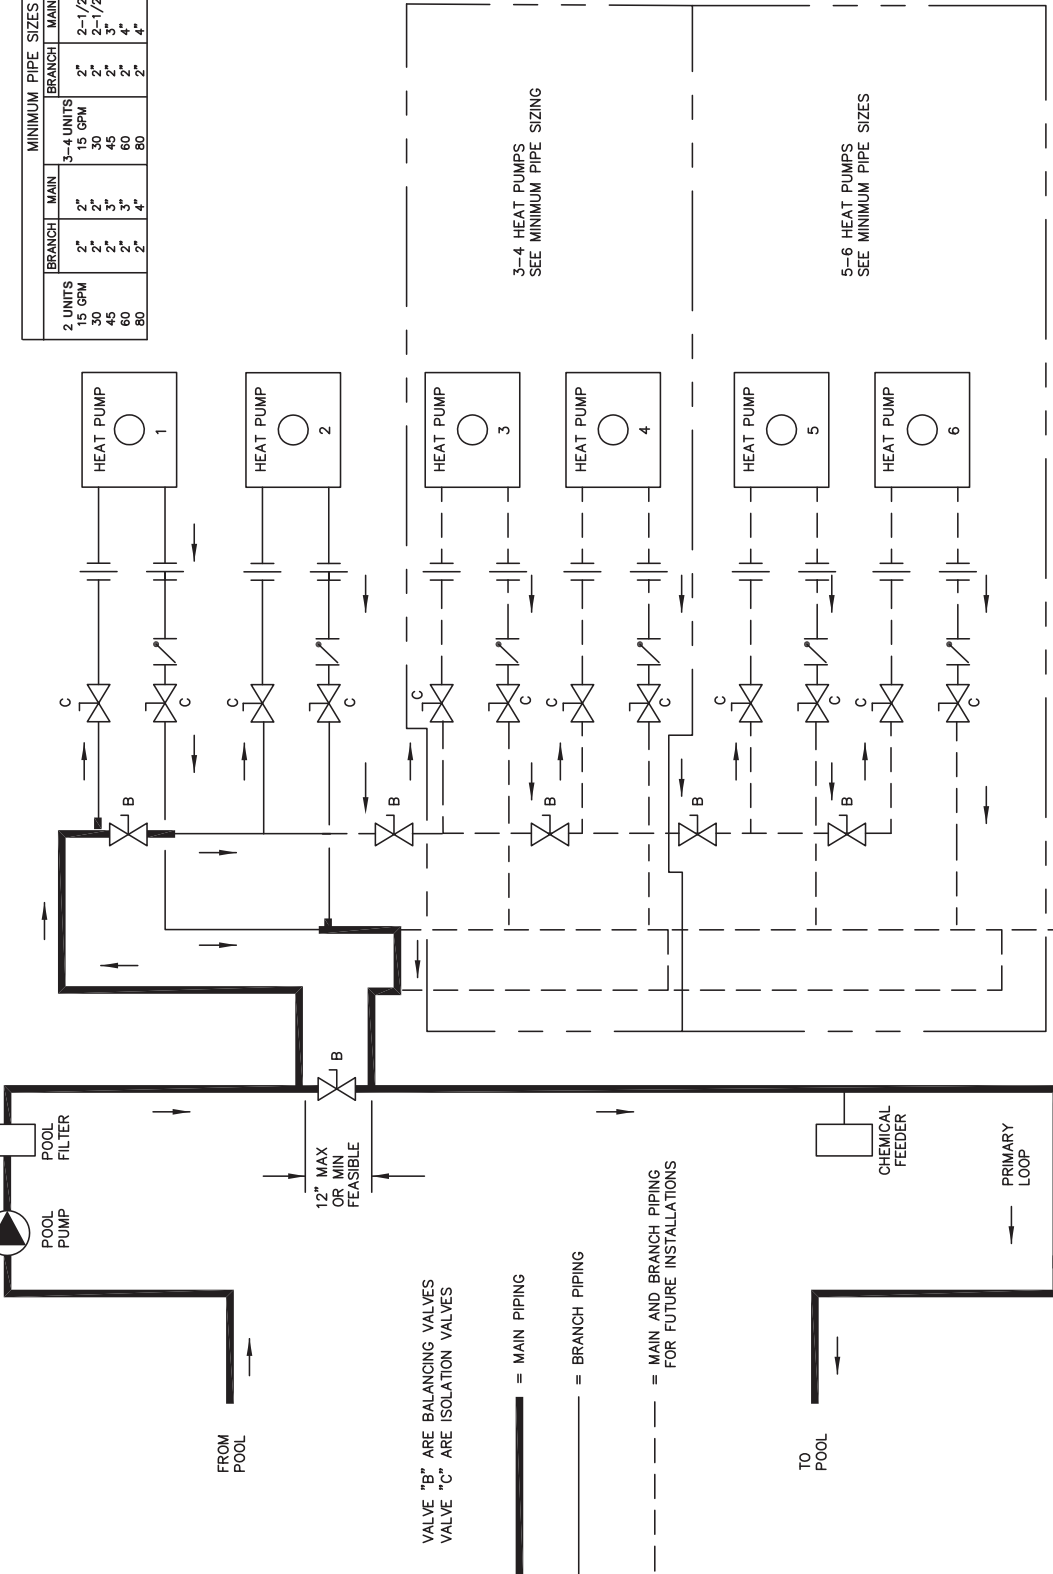 MINIMUM PIPE SIZES
BRANCH MAIN BRANCH MAIN
2 UNITS 3-4 UNITS
15 GPM 2" 2" 15 GPM 2" 2-1/2
30 2" 2" 30 2" 2-1/2
45 2" 3" 45 2" 3"
60 2" 3" 60 2" 4"
80 2" 4" 80 2" 4"
HEAT PUMP
1
HEAT PUMP
2
HEAT PUMP
3
HEAT PUMP
4
HEAT PUMP
5
HEAT PUMP
6
3-4 HEAT PUMPS
SEE MINIMUM PIPE SIZING
5-6 HEAT PUMPS
SEE MINIMUM PIPE SIZES
C
C
C
C
C
C
C
C
C
C
C
C
B
B
B
B
B
B
POOL
FILTER
POOL
PUMP
12" MAX
OR MIN
FEASIBLE
CHEMICAL
FEEDER
PRIMARY
LOOP
FROM
POOL
TO
POOL
VALVE "B" ARE BALANCING VALVES
VALVE "C" ARE ISOLATION VALVES
= MAIN PIPING
= BRANCH PIPING
= MAIN AND BRANCH PIPING
FOR FUTURE INSTALLATIONS